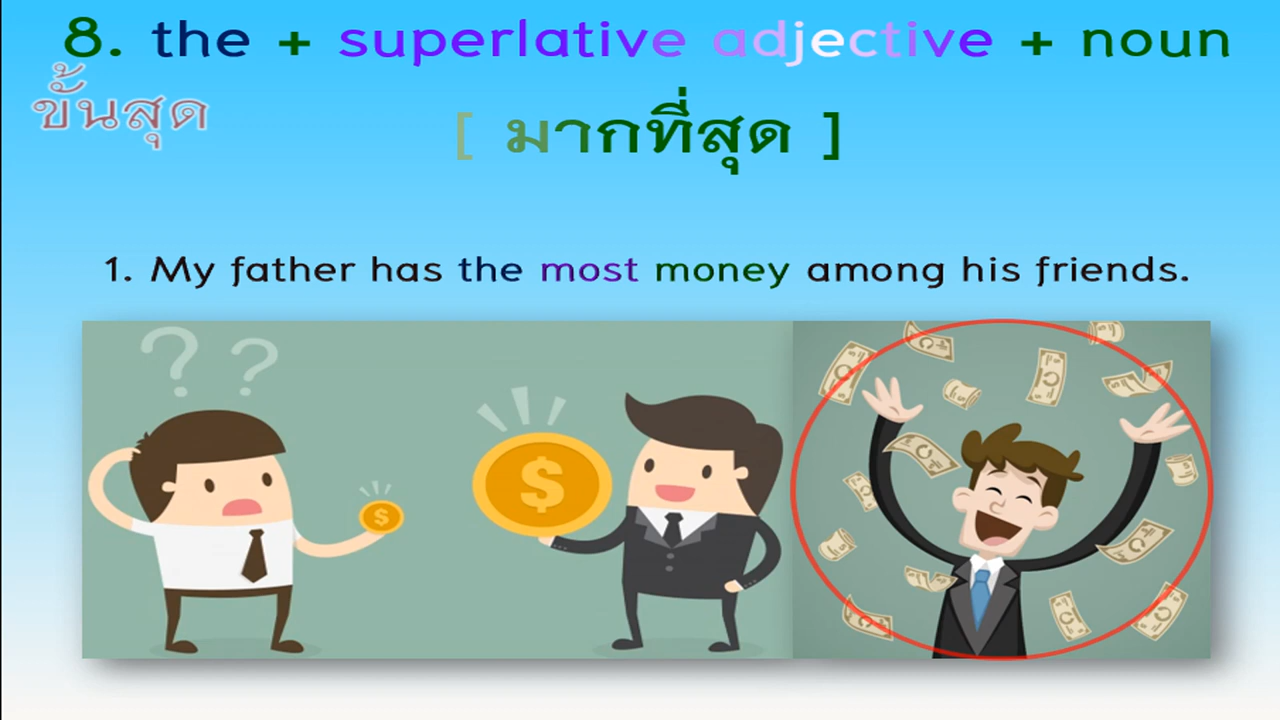 8. the + superlative adjective + noun
ขั้นสุด
[ มากที่สุด ]
1. My father has the most money among his friends.
? ?
$
$